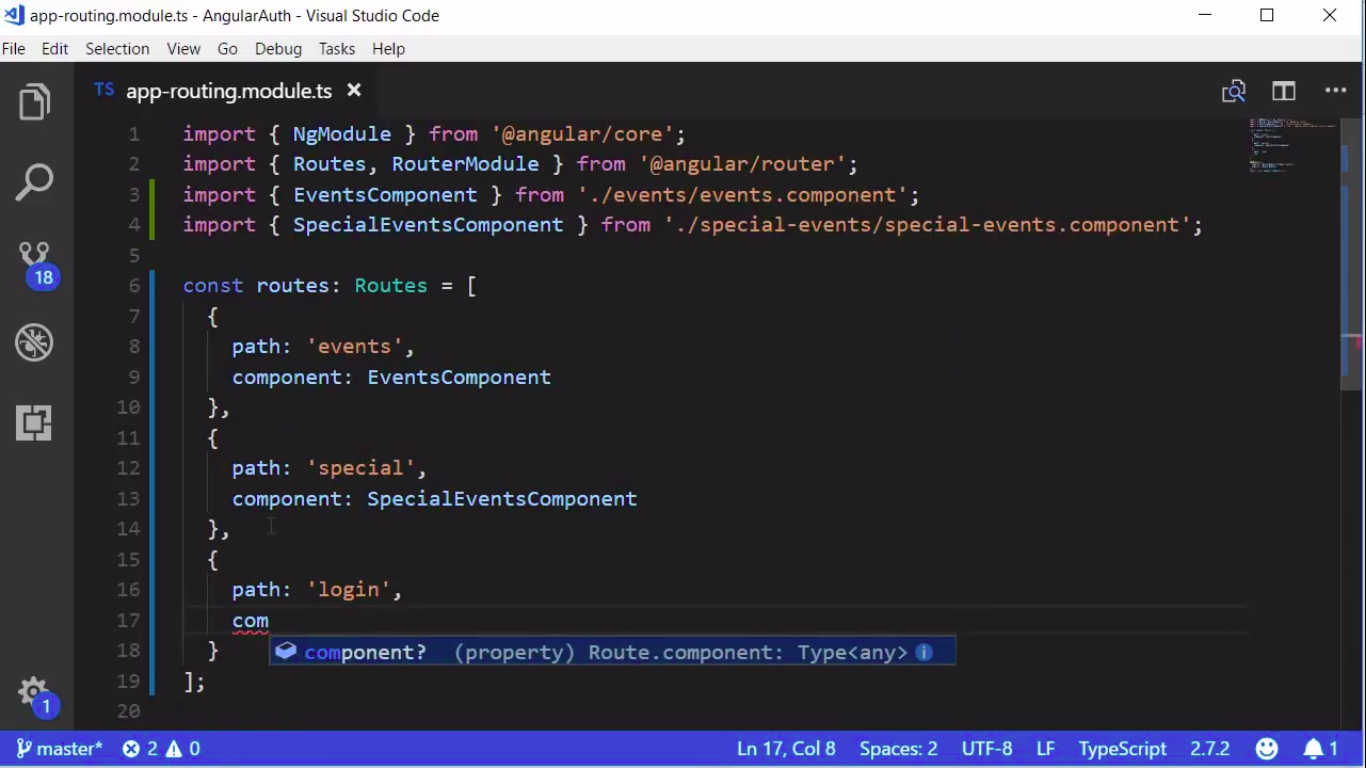 app-routing.module.ts - AngularAuth - Visual Studio Code
File Edit Selection View Go Debug Tasks Help
TS app-routing.module.ts
1 import { NgModule } from '@angular/core';
2 import { Routes, RouterModule } from '@angular/router';
3 import { EventsComponent } from './events/events.component';
4 import { SpecialEventsComponent } from './special-events/special-events.component';
5
6 const routes: Routes = [
7 {
8 path: 'events',
9 component: EventsComponent
10 },
11 {
12 path: 'special',
13 component: SpecialEventsComponent
14 },
15 {
16 path: 'login',
17 com
18 }
component? (property) Route.component: Type<any>
19 ];
20
18
1
master* 2 0 Ln 17, Col 8 Spaces: 2 UTF-8 LF TypeScript 2.7.2 1